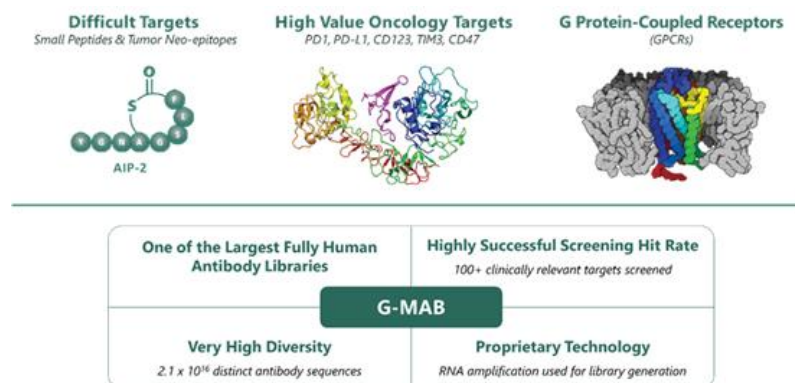 Difficult Targets
Small Peptides & Tumor Neo-epitopes
High Value Oncology Targets
PD1, PD-L1, CD123, TIM3, CD47
G Protein-Coupled Receptors
(GPCRs)
O
S
AIP-2
One of the Largest Fully Human
Antibody Libraries
Highly Successful Screening Hit Rate
100+ clinically relevant targets screened
G-MAB
Very High Diversity
2.1 x 10¹⁶ distinct antibody sequences
Proprietary Technology
RNA amplification used for library generation